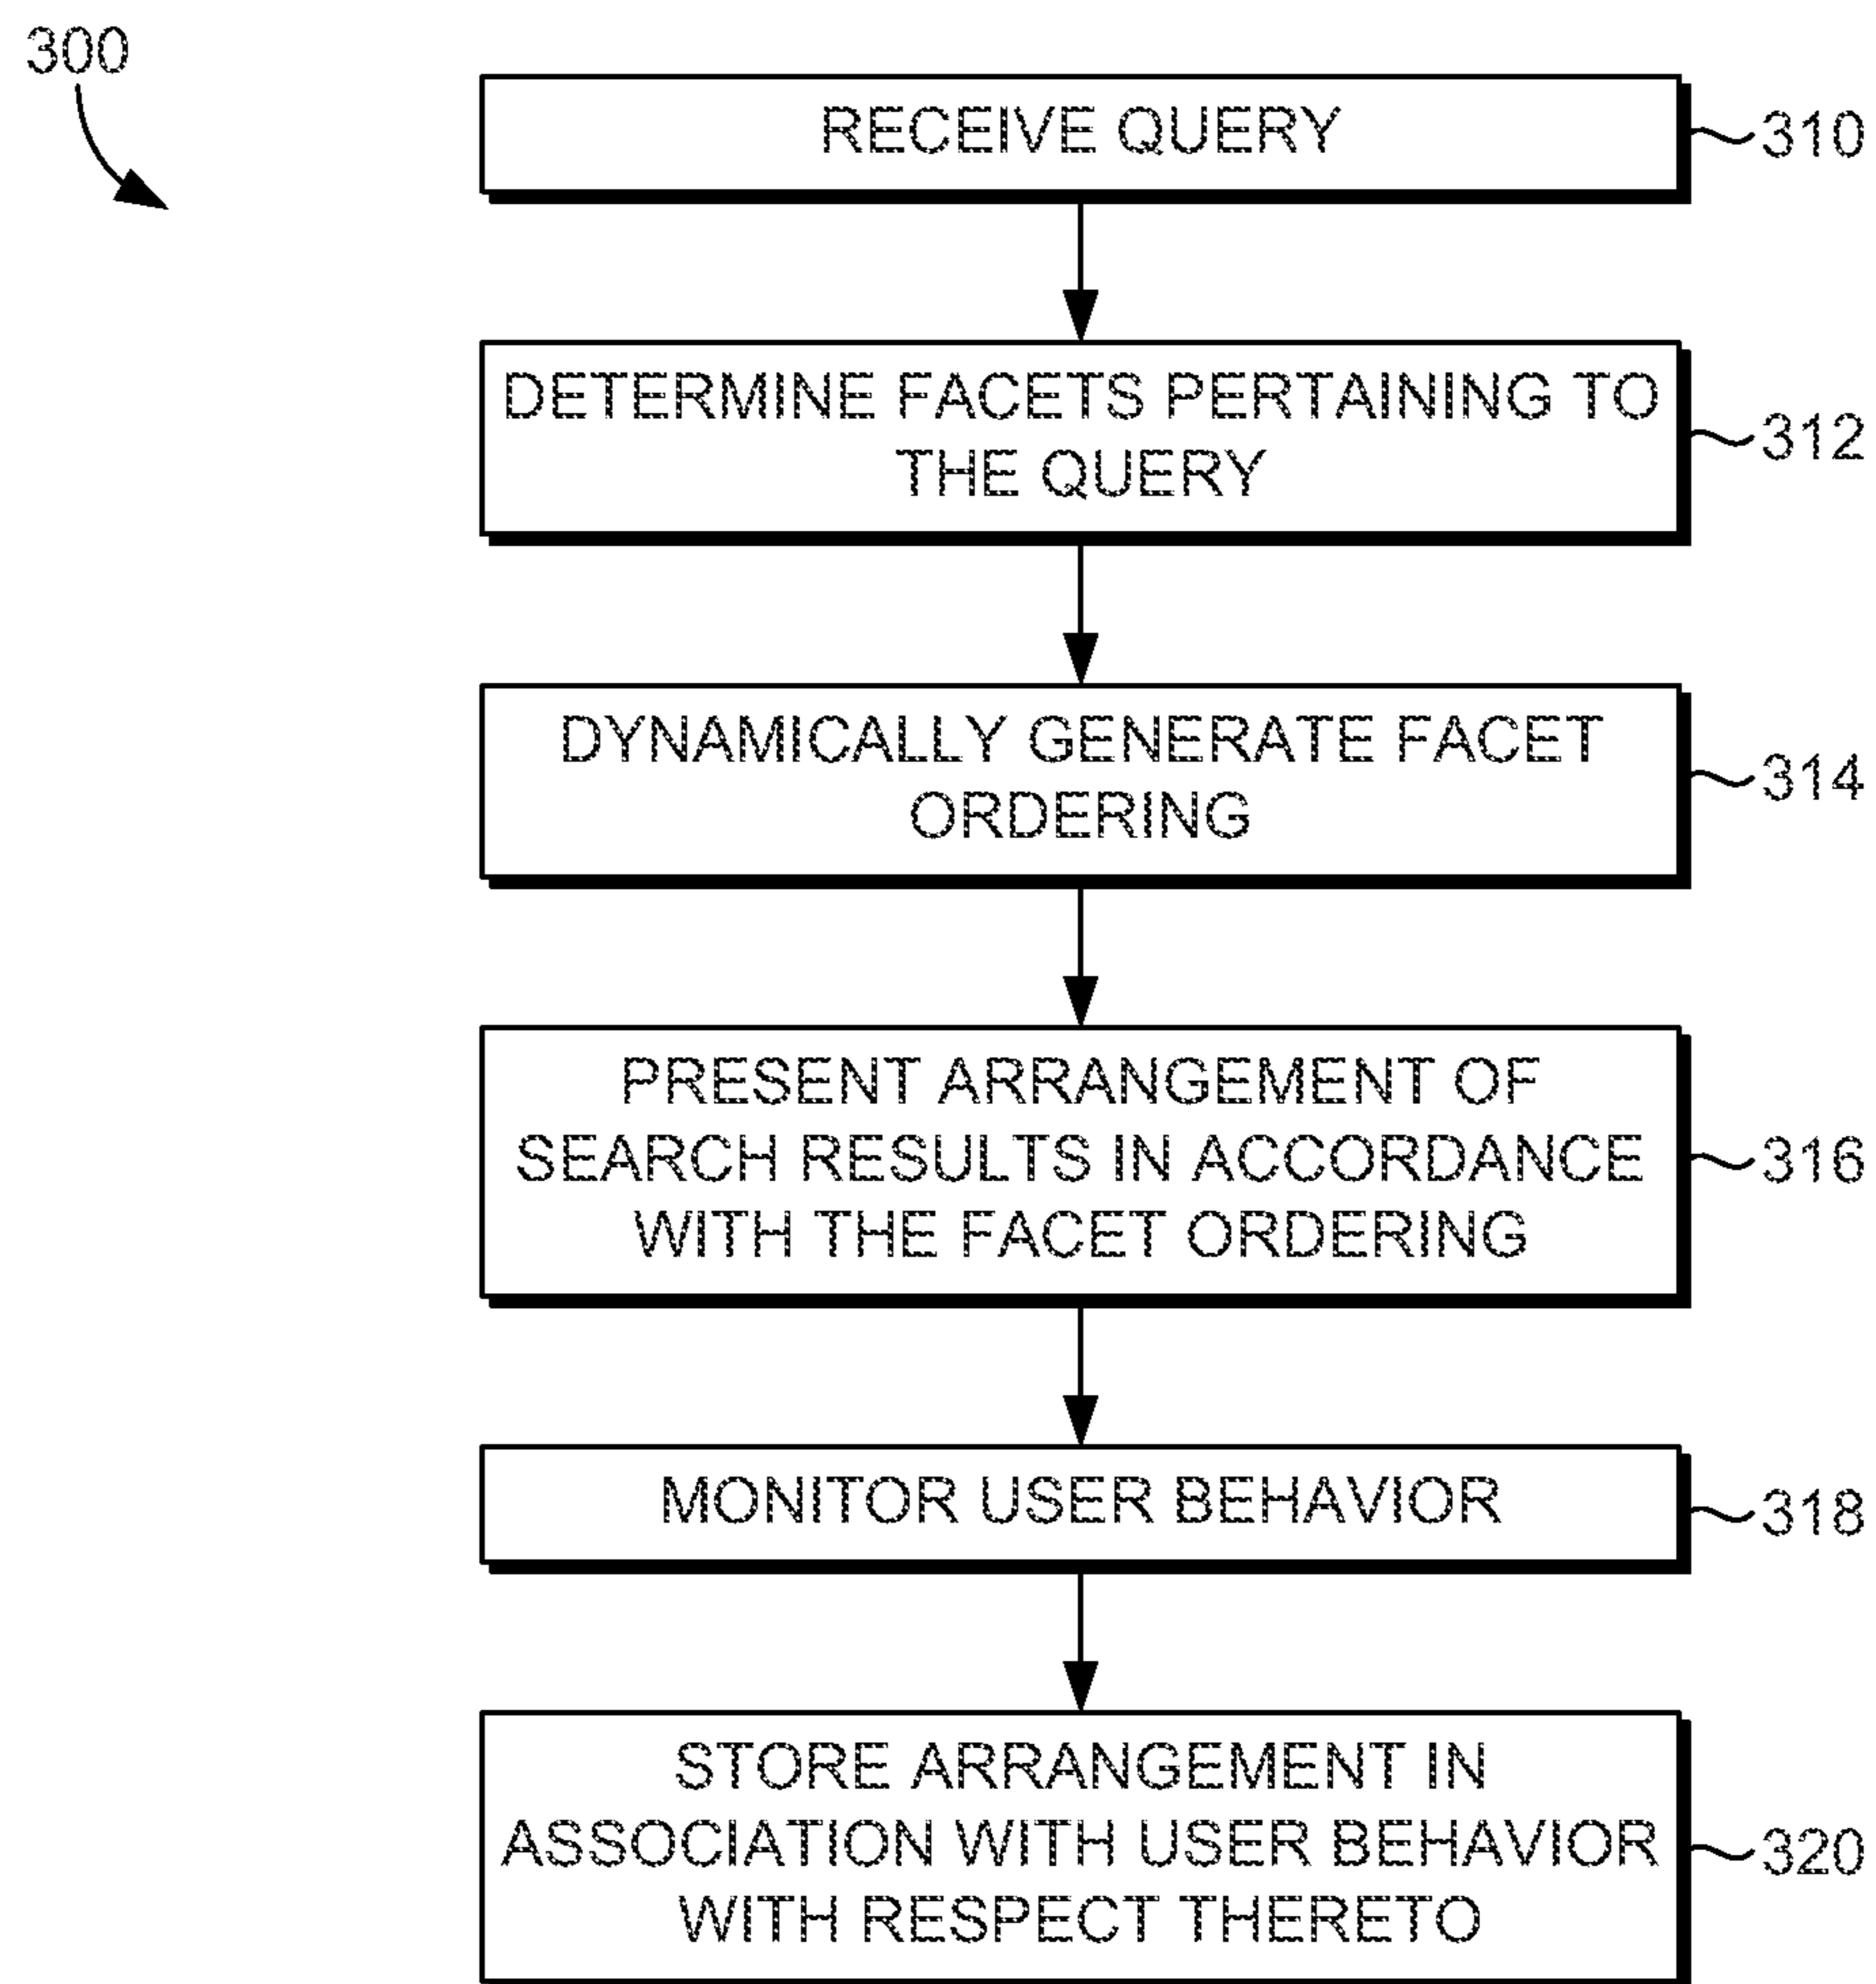 300
RECEIVE QUERY
310
DETERMINE FACETS PERTAINING TO
THE QUERY
312
DYNAMICALLY GENERATE FACET
ORDERING
314
PRESENT ARRANGEMENT OF
SEARCH RESULTS IN ACCORDANCE
WITH THE FACET ORDERING
316
MONITOR USER BEHAVIOR
318
STORE ARRANGEMENT IN
ASSOCIATION WITH USER BEHAVIOR
WITH RESPECT THERETO
320